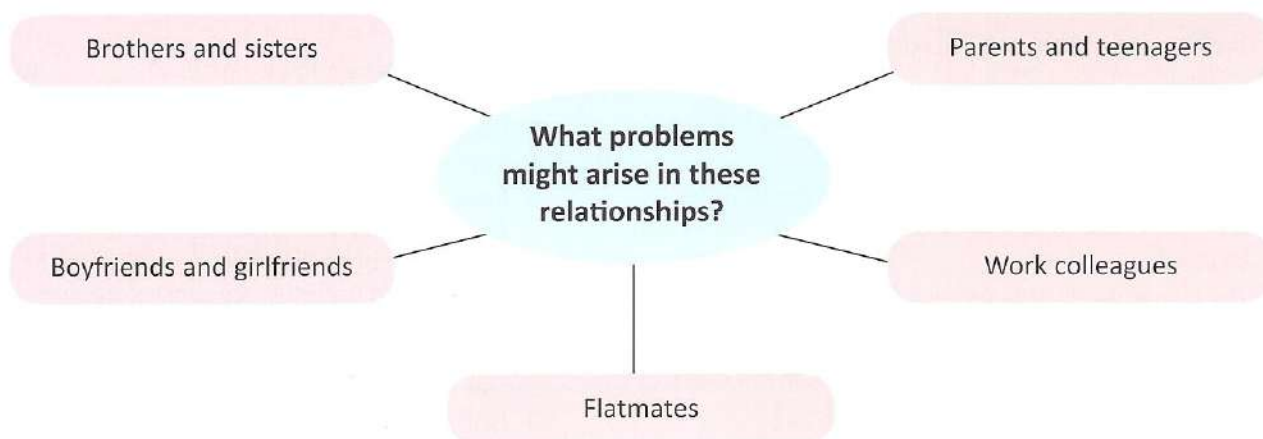 Brothers and sisters
Parents and teenagers
What problems
might arise in these
relationships?
Boyfriends and girlfriends
Work colleagues
Flatmates